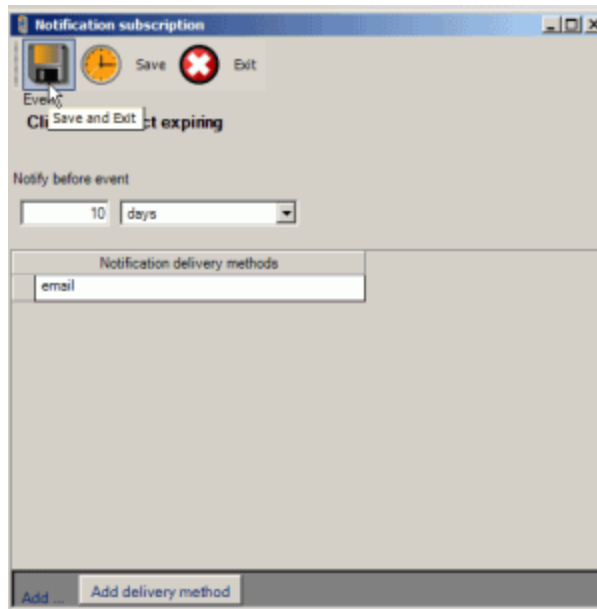 Notification subscription
Save Exit
Event
Save and Exit
Cli ct expiring
Notify before event
10 days
Notification delivery methods
email
Add ... Add delivery method